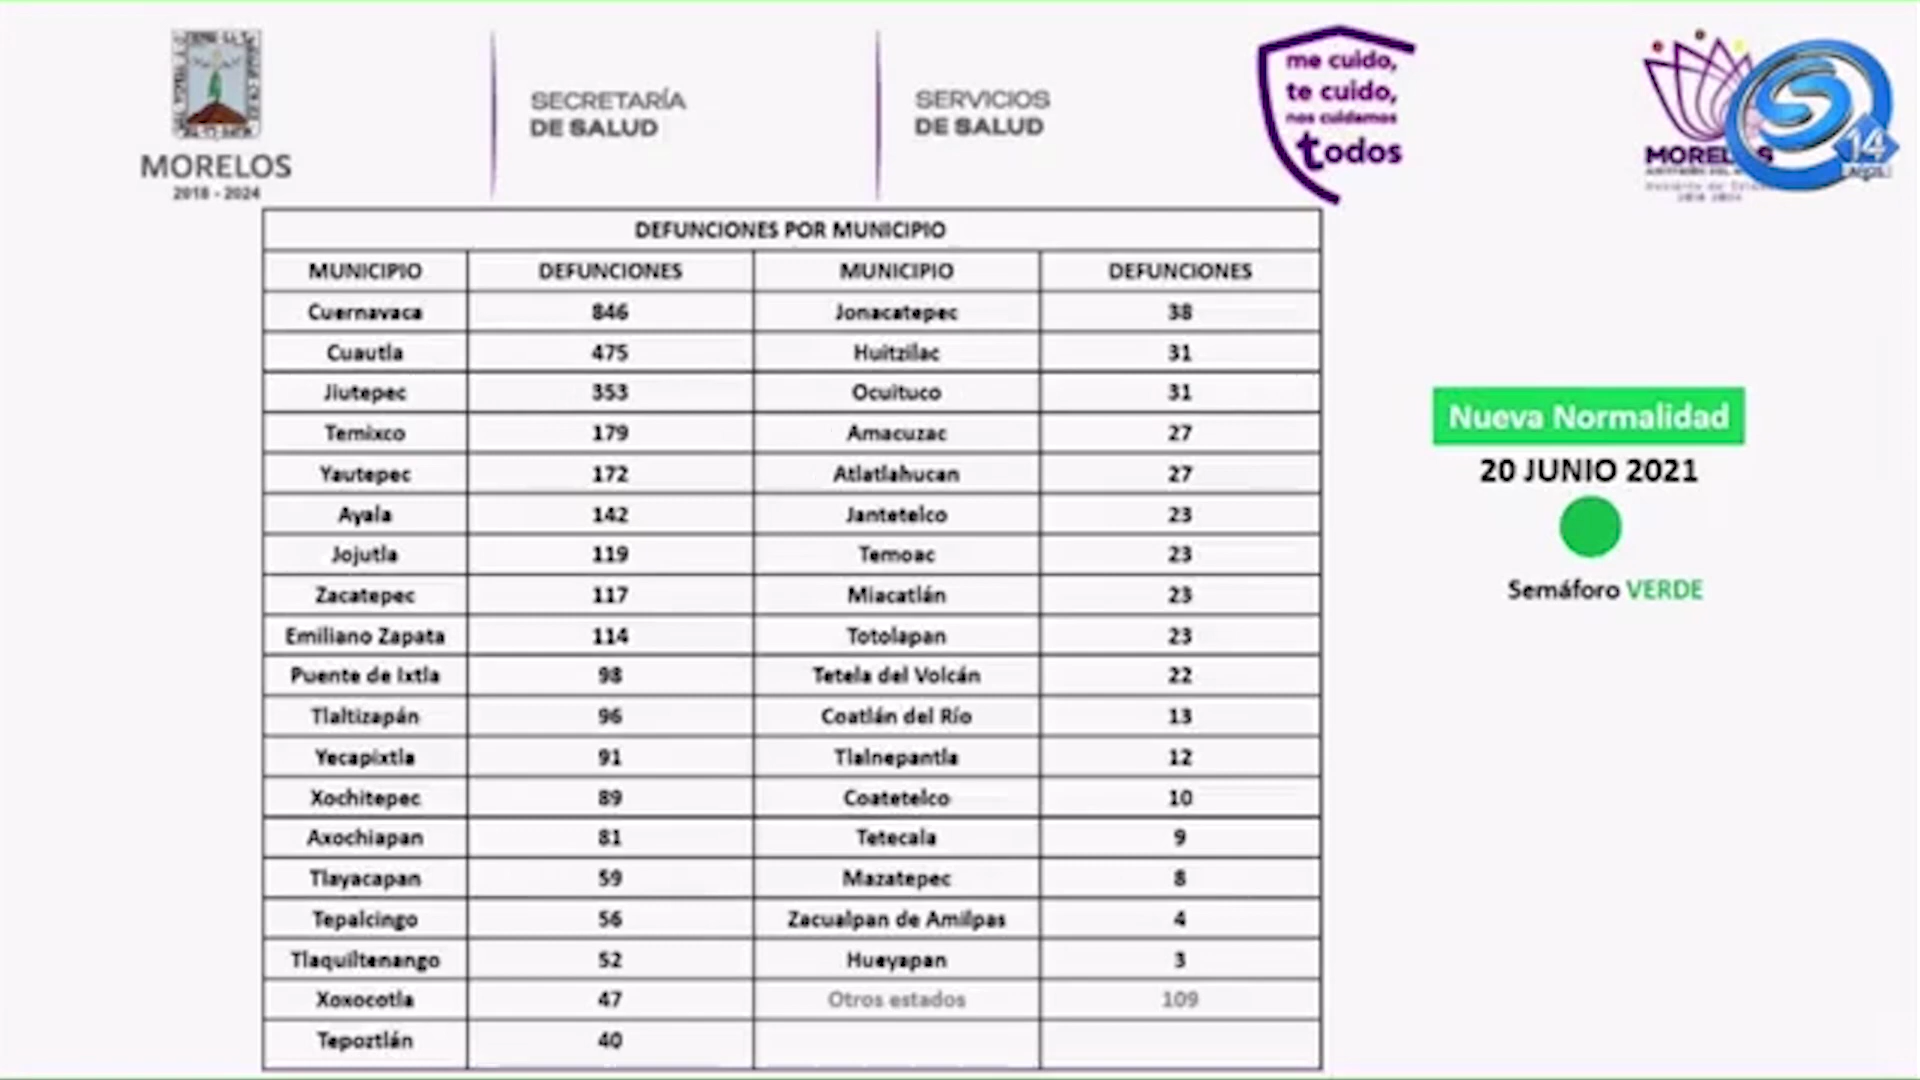 MORELOS
2018 - 2024
SECRETARÍA
DE SALUD
SERVICIOS
DE SALUD
me cuido,
te cuido,
nos cuidamos
todos
MORELOS
14
DEFUNCIONES POR MUNICIPIO
MUNICIPIO DEFUNCIONES MUNICIPIO DEFUNCIONES
Cuernavaca 846 Jonacatepec 38
Cuautla 475 Huitzilac 31
Jiutepec 353 Ocuituco 31
Temixco 179 Amacuzac 27
Yautepec 172 Atlatlahucan 27
Ayala 142 Jantetelco 23
Jojutla 119 Temoac 23
Zacatepec 117 Miacatlán 23
Emiliano Zapata 114 Totolapan 23
Puente de Ixtla 98 Tetela del Volcán 22
Tlaltizapán 96 Coatlán del Río 13
Yecapixtla 91 Tlalnepantla 12
Xochitepec 89 Coatetelco 10
Axochiapan 81 Tetecala 9
Tlayacapan 59 Mazatepec 8
Tepalcingo 56 Zacualpan de Amilpas 4
Tlaquiltenango 52 Hueyapan 3
Xoxocotla 47 Otros estados 109
Tepoztlán 40
Nueva Normalidad
20 JUNIO 2021
Semáforo VERDE